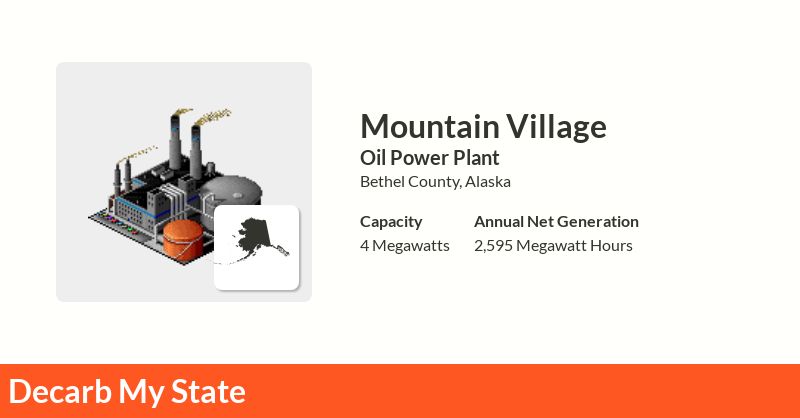 Mountain Village
Oil Power Plant
Bethel County, Alaska
Capacity Annual Net Generation
4 Megawatts 2,595 Megawatt Hours
Decarb My State